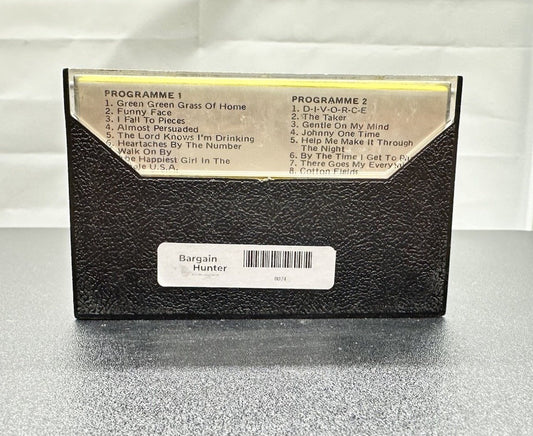 PROGRAMME 1
1. Green Green Grass Of Home
2. Funny Face
3. I Fall To Pieces
4. Almost Persuaded
5. The Lord Knows I'm Drinking
6. Heartaches By The Number
Walk On By
Happiest Girl In The
U.S.A.
PROGRAMME 2
1. D-I-V-O-R-C-E
2. The Taker
3. Gentle On My Mind
4. Johnny One Time
5. Help Me Make It Through
The Night
6. By The Time I Get To
7. There Goes My
8. Cotton Fields
Bargain
Hunter